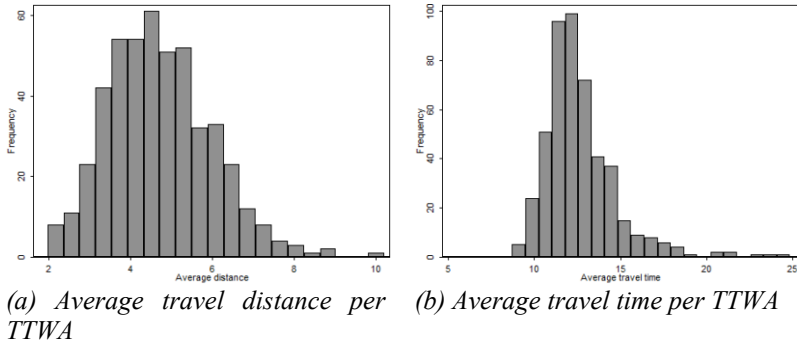 60
40
20
0
Frequency
2 4 6 8 10
Average distance
100
80
60
40
20
0
Frequency
5 10 15 20 25
Average travel time
(a) Average travel distance per
TTWA
(b) Average travel time per TTWA